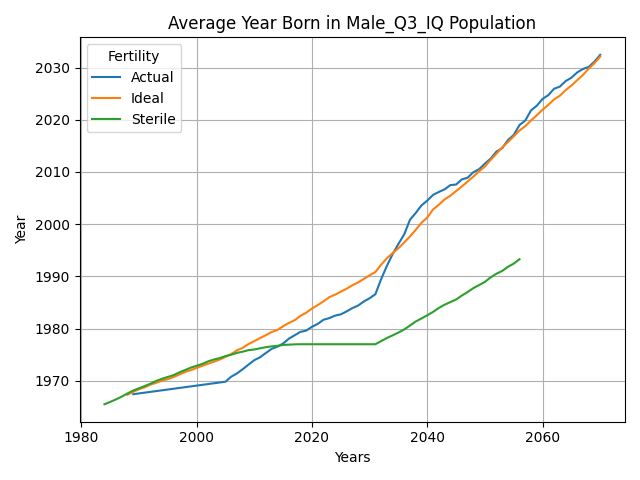 Average Year Born in Male_Q3_IQ Population
Fertility
Actual
Ideal
Sterile
2030
2020
2010
2000
1990
1980
1970
Year
1980
2000
2020
2040
2060
Years